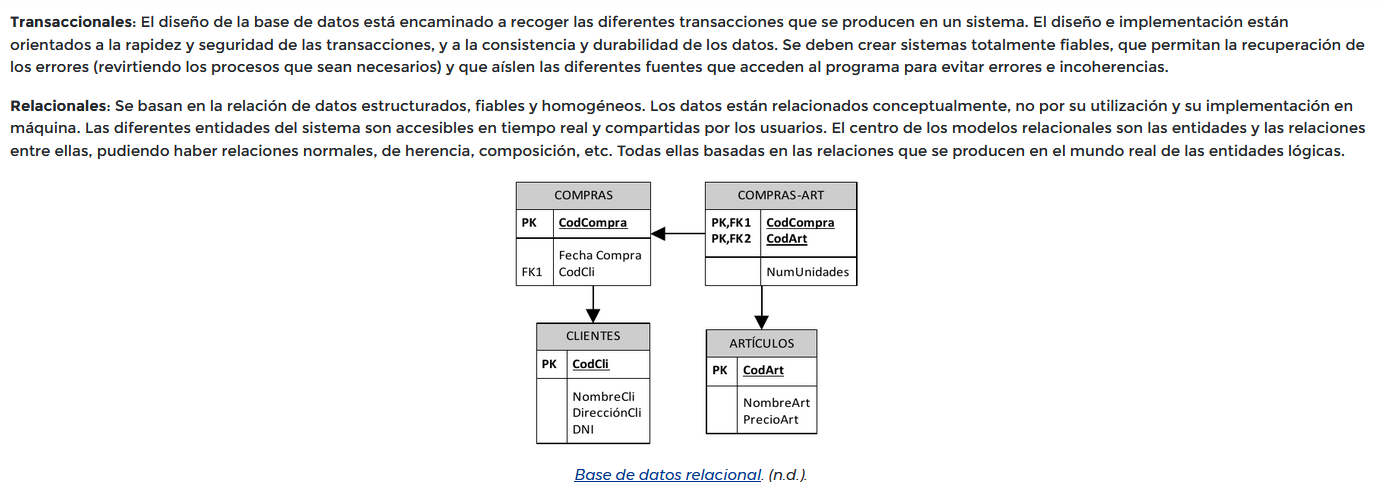 Transaccionales: El diseño de la base de datos está encaminado a recoger las diferentes transacciones que se producen en un sistema. El diseño e implementación están
orientados a la rapidez y seguridad de las transacciones, y a la consistencia y durabilidad de los datos. Se deben crear sistemas totalmente fiables, que permitan la recuperación de
los errores (revirtiendo los procesos que sean necesarios) y que aíslen las diferentes fuentes que acceden al programa para evitar errores e incoherencias.
Relacionales: Se basan en la relación de datos estructurados, fiables y homogéneos. Los datos están relacionados conceptualmente, no por su utilización y su implementación en
máquina. Las diferentes entidades del sistema son accesibles en tiempo real y compartidas por los usuarios. El centro de los modelos relacionales son las entidades y las relaciones
entre ellas, pudiendo haber relaciones normales, de herencia, composición, etc. Todas ellas basadas en las relaciones que se producen en el mundo real de las entidades lógicas.
COMPRAS
PK CodCompra
Fecha Compra
FK1 CodCli
COMPRAS-ART
PK,FK1 CodCompra
PK,FK2 CodArt
NumUnidades
CLIENTES
PK CodCli
NombreCli
DirecciónCli
DNI
ARTÍCULOS
PK CodArt
NombreArt
PrecioArt
Base de datos relacional. (n.d.).